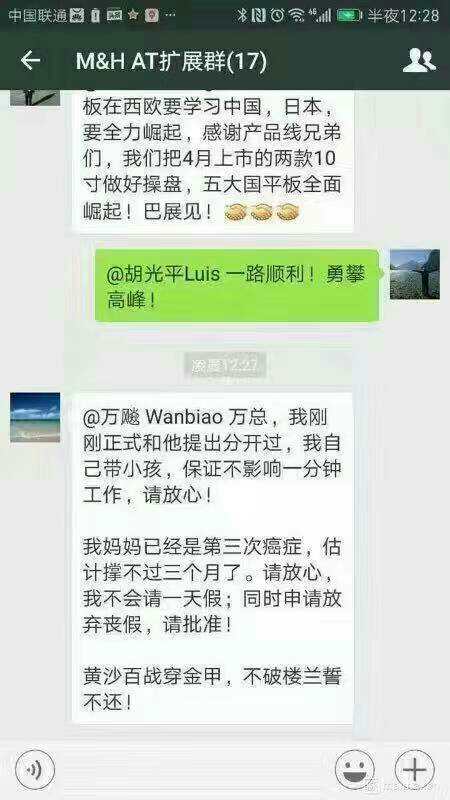 中国联通
半夜12:28
M&H AT扩展群(17)
板在西欧要学习中国，日本，
要全力崛起，感谢产品线兄弟
们，我们把4月上市的两款10
寸做好操盘，五大国平板全面
崛起！巴展见！🤝🤝🤝
@胡光平Luis 一路顺利！勇攀
高峰！
凌晨12:27
@万飚 Wanbiao 万总，我刚
刚正式和他提出分开过，我自
己带小孩，保证不影响一分钟
工作，请放心！
我妈妈已经是第三次癌症，估
计撑不过三个月了。请放心，
我不会请一天假；同时申请放
弃丧假，请批准！
黄沙百战穿金甲，不破楼兰誓
不还！